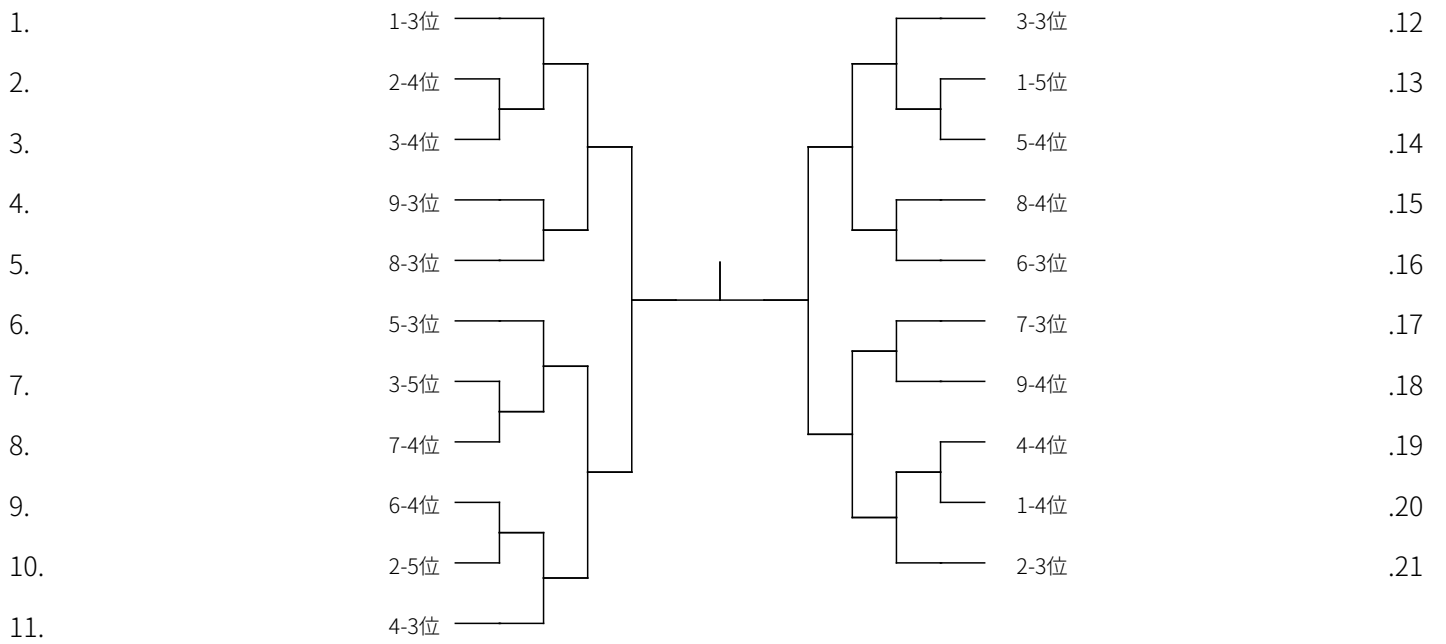 1. 1-3位 3-3位 .12
2. 2-4位 1-5位 .13
3. 3-4位 5-4位 .14
4. 9-3位 8-4位 .15
5. 8-3位 6-3位 .16
6. 5-3位 7-3位 .17
7. 3-5位 9-4位 .18
8. 7-4位 4-4位 .19
9. 6-4位 1-4位 .20
10. 2-5位 2-3位 .21
11. 4-3位